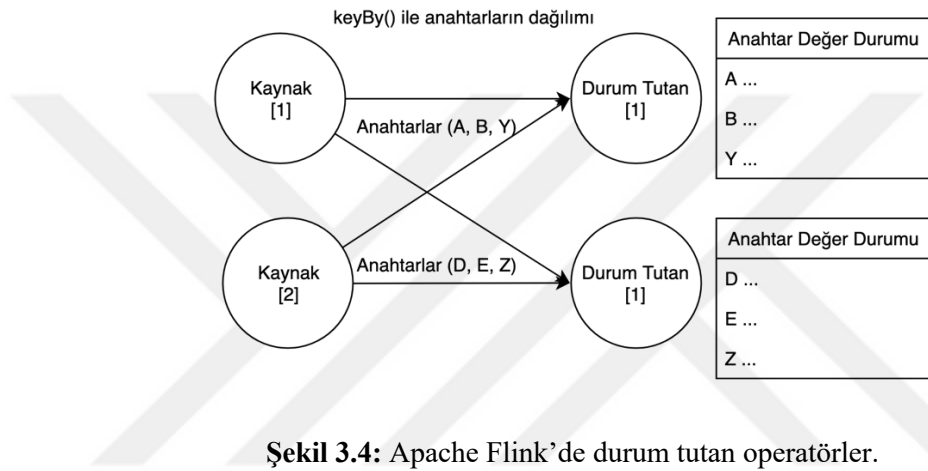 keyBy() ile anahtarların dağılımı
Kaynak
[1]
Anahtarlar (A, B, Y)
Durum Tutan
[1]
Anahtar Değer Durumu
A ...
B ...
Y ...
Kaynak
[2]
Anahtarlar (D, E, Z)
Durum Tutan
[1]
Anahtar Değer Durumu
D ...
E ...
Z ...
Şekil 3.4: Apache Flink’de durum tutan operatörler.